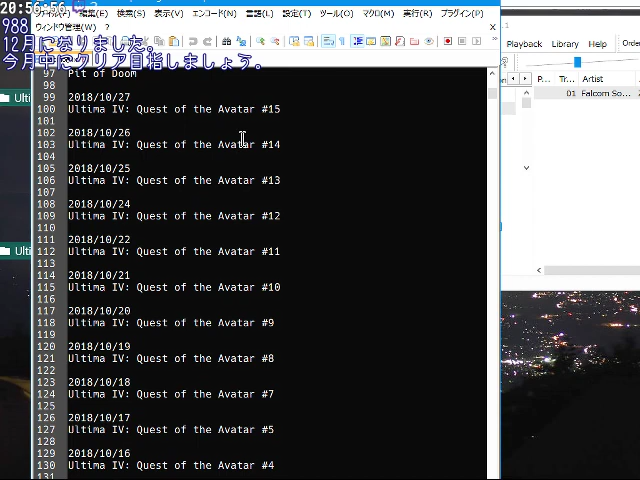 20:56:56
988
12月になりました。
今月中にクリア目指しましょう。
編集(E) 検索(S) 表示(V) エンコード(N) 言語(L) 設定(T) ツール(O) マクロ(M) 実行(R) プラグイン(P)
ウィンドウ管理(W) ?
97 Pit of Doom
98
99 2018/10/27
100 Ultima IV: Quest of the Avatar #15
101
102 2018/10/26
103 Ultima IV: Quest of the Avatar #14
104
105 2018/10/25
106 Ultima IV: Quest of the Avatar #13
107
108 2018/10/24
109 Ultima IV: Quest of the Avatar #12
110
111 2018/10/22
112 Ultima IV: Quest of the Avatar #11
113
114 2018/10/21
115 Ultima IV: Quest of the Avatar #10
116
117 2018/10/20
118 Ultima IV: Quest of the Avatar #9
119
120 2018/10/19
121 Ultima IV: Quest of the Avatar #8
122
123 2018/10/18
124 Ultima IV: Quest of the Avatar #7
125
126 2018/10/17
127 Ultima IV: Quest of the Avatar #5
128
129 2018/10/16
130 Ultima IV: Quest of the Avatar #4
131
Ulti
Ulti
Playback Library Help Order
P... Tr... Artist
01 Falcom So...